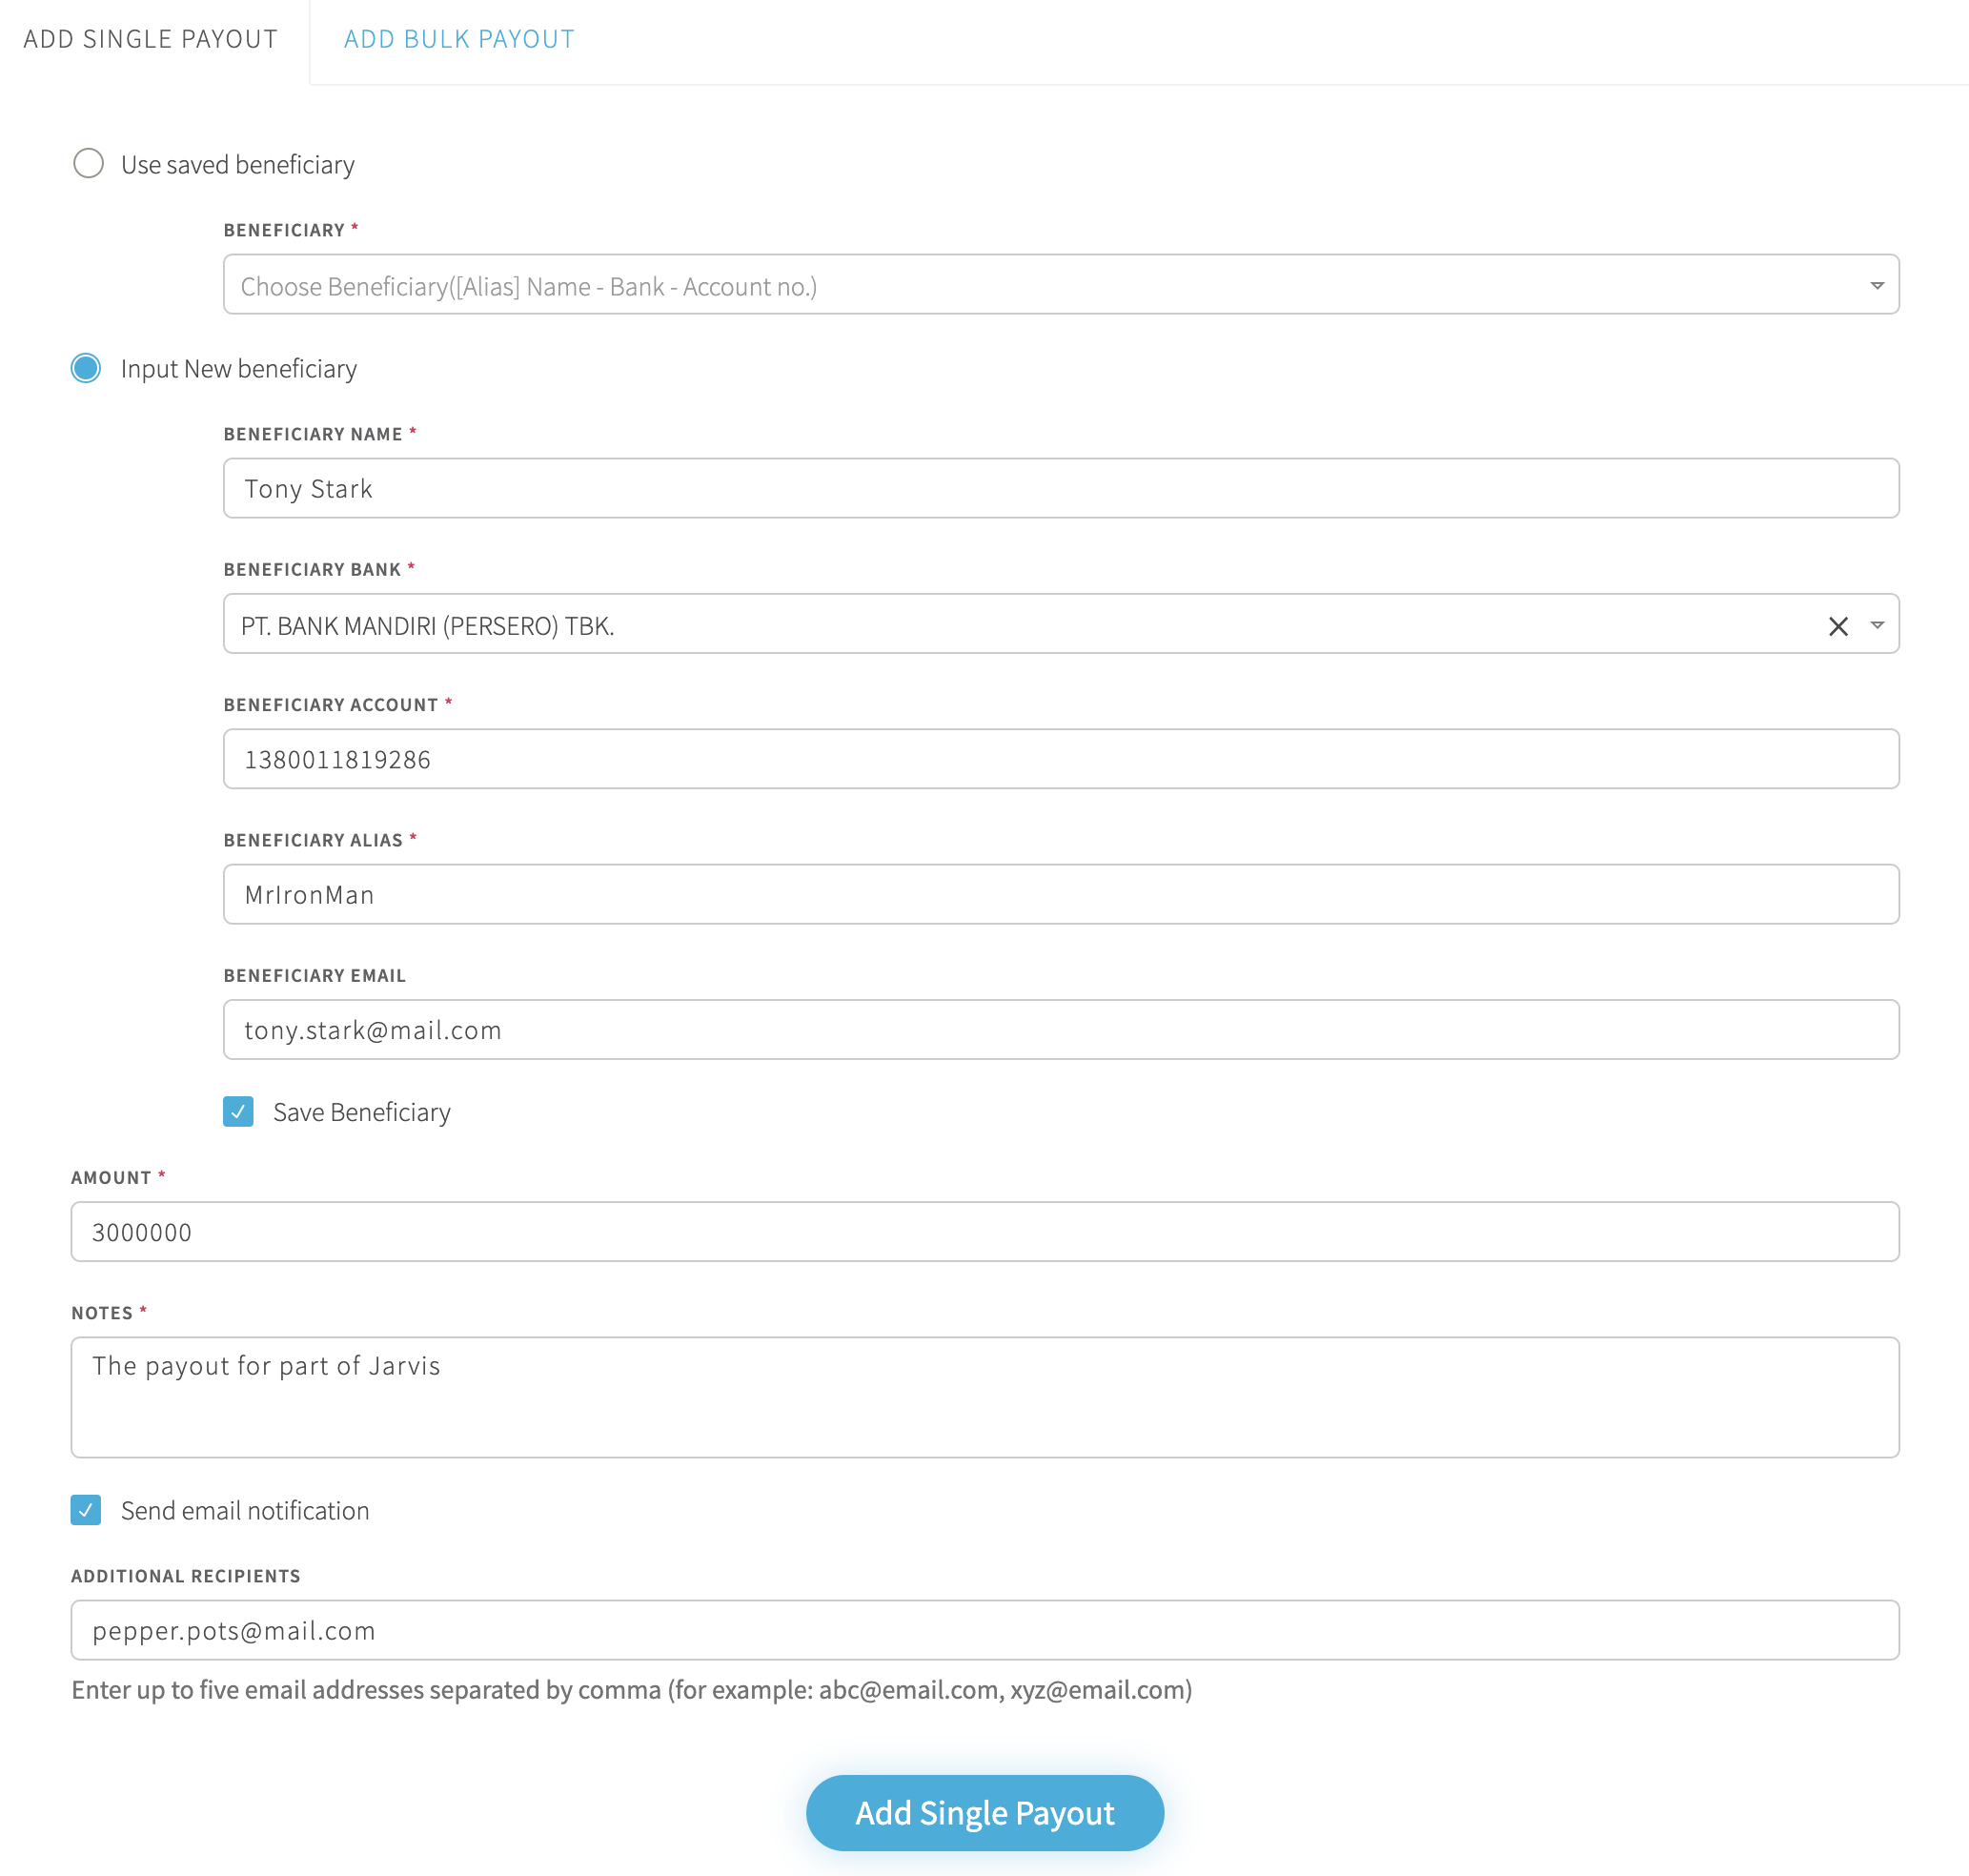 ADD SINGLE PAYOUT
ADD BULK PAYOUT
Use saved beneficiary
BENEFICIARY *
Choose Beneficiary([Alias] Name - Bank - Account no.)
Input New beneficiary
BENEFICIARY NAME *
Tony Stark
BENEFICIARY BANK *
PT. BANK MANDIRI (PERSERO) TBK.
BENEFICIARY ACCOUNT *
1380011819286
BENEFICIARY ALIAS *
MrIronMan
BENEFICIARY EMAIL
tony.stark@mail.com
Save Beneficiary
AMOUNT *
3000000
NOTES *
The payout for part of Jarvis
Send email notification
ADDITIONAL RECIPIENTS
pepper.pots@mail.com
Enter up to five email addresses separated by comma (for example: abc@email.com, xyz@email.com)
Add Single Payout